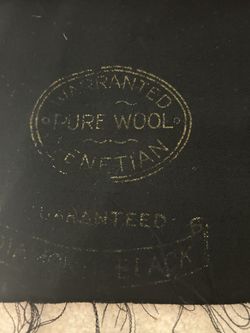 WARRANTED
PURE WOOL
VENETIAN
GUARANTEED
BLACK